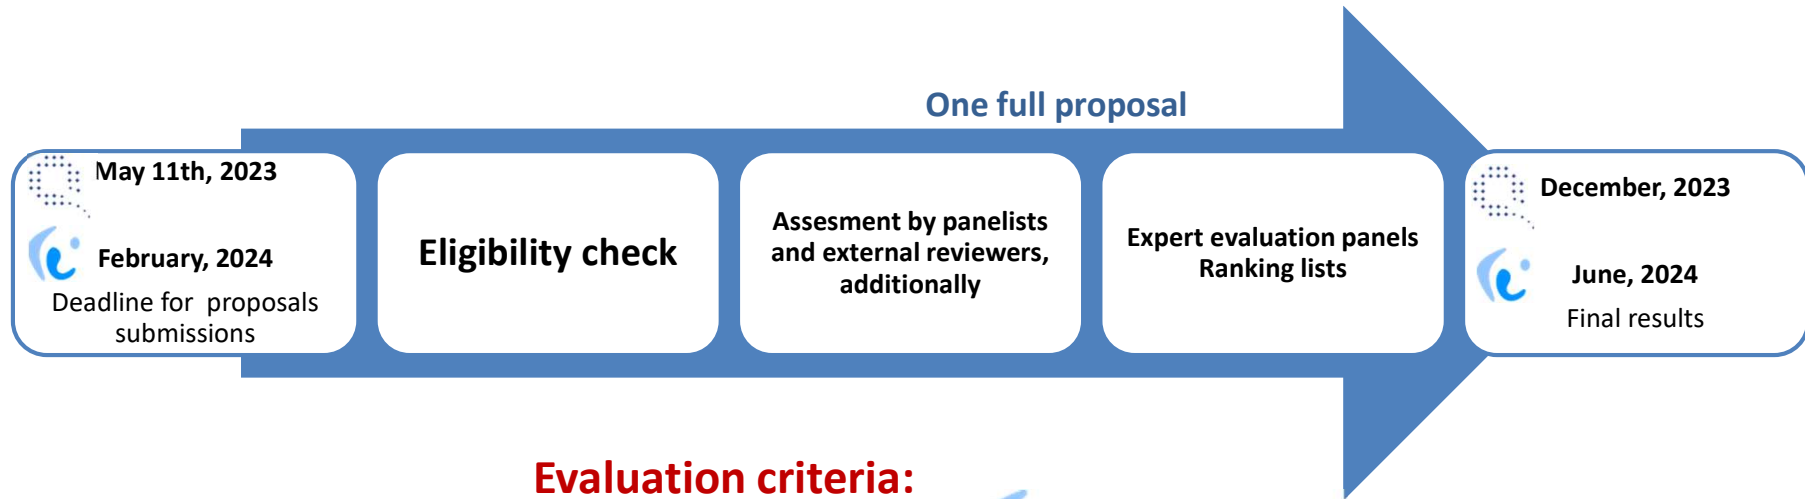 One full proposal
May 11th, 2023
February, 2024
Deadline for proposals
submissions
Eligibility check
Assesment by panelists
and external reviewers,
additionally
Expert evaluation panels
Ranking lists
December, 2023
June, 2024
Final results
Evaluation criteria: